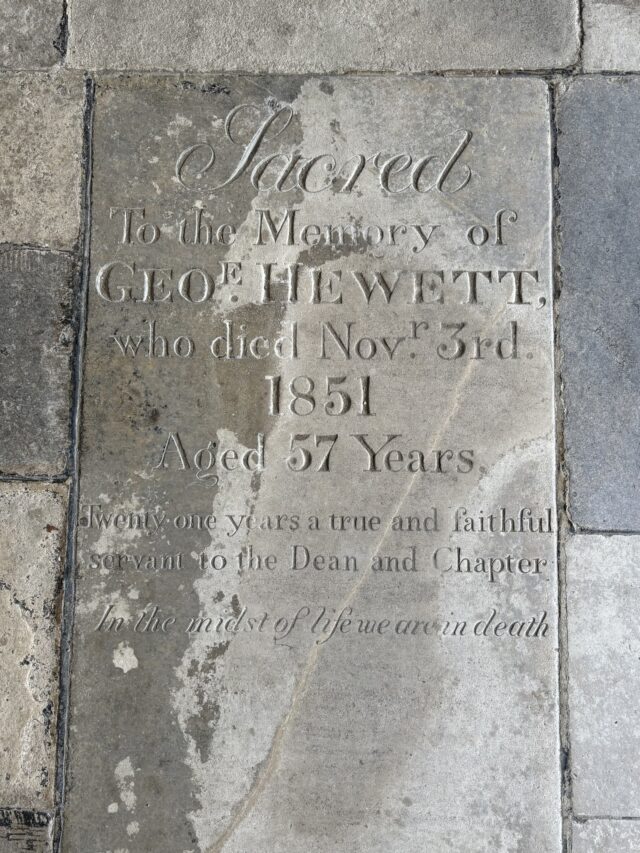 Sacred
To the Memory of
GEOE. HEWETT,
who died Novr. 3rd.
1851
Aged 57 Years.
Twenty one years a true and faithful
servant to the Dean and Chapter
In the midst of life we are in death